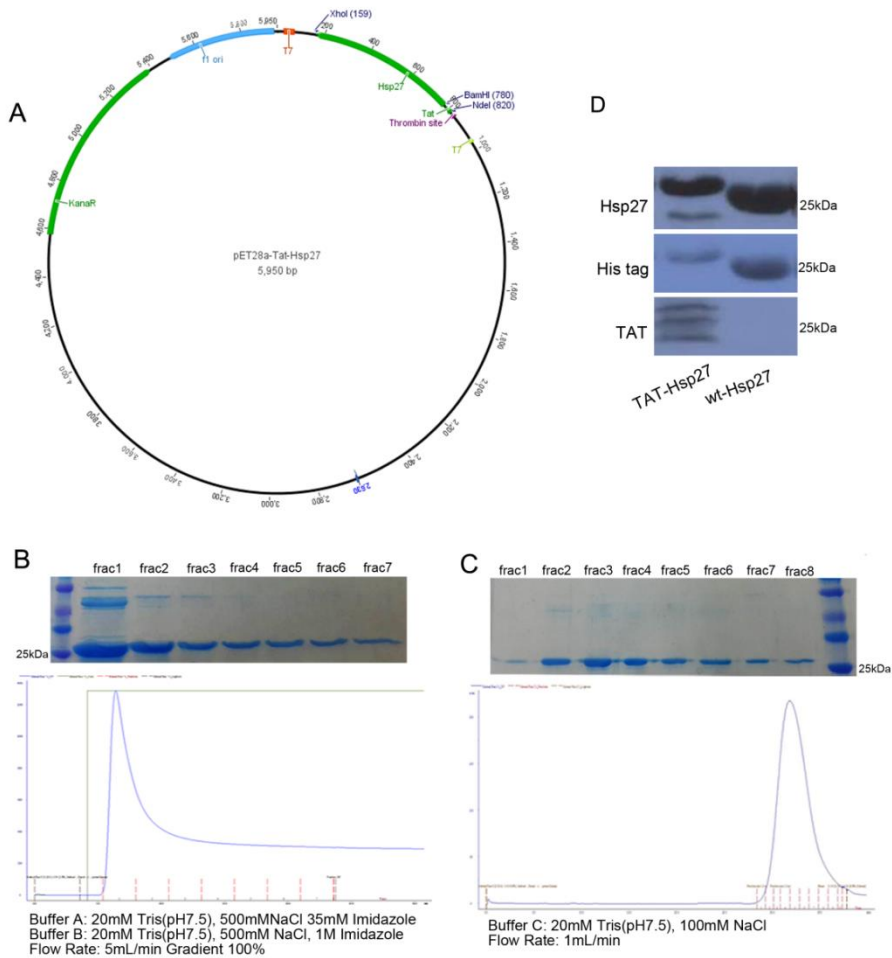 A
XhoI (159)
5,950
5,800
5,600
5,400
5,200
5,000
4,800
4,600
4,400
4,200
4,000
3,800
3,600
3,400
3,200
3,000
2,800
2,600
2,400
2,200
2,000
1,800
1,600
1,400
1,200
1,000
600
400
200
f1 ori
T7
Hsp27
BamHI (780)
Tat
NdeI (820)
Thrombin site
T7
KanaR
pET28a-Tat-Hsp27
5,950 bp
D
Hsp27
25kDa
His tag
25kDa
TAT
25kDa
TAT-Hsp27
wt-Hsp27
B
frac1 frac2 frac3 frac4 frac5 frac6 frac7
25kDa
Buffer A: 20mM Tris(pH7.5), 500mMNaCl 35mM Imidazole
Buffer B: 20mM Tris(pH7.5), 500mM NaCl, 1M Imidazole
Flow Rate: 5mL/min Gradient 100%
C
frac1 frac2 frac3 frac4 frac5 frac6 frac7 frac8
25kDa
Buffer C: 20mM Tris(pH7.5), 100mM NaCl
Flow Rate: 1mL/min